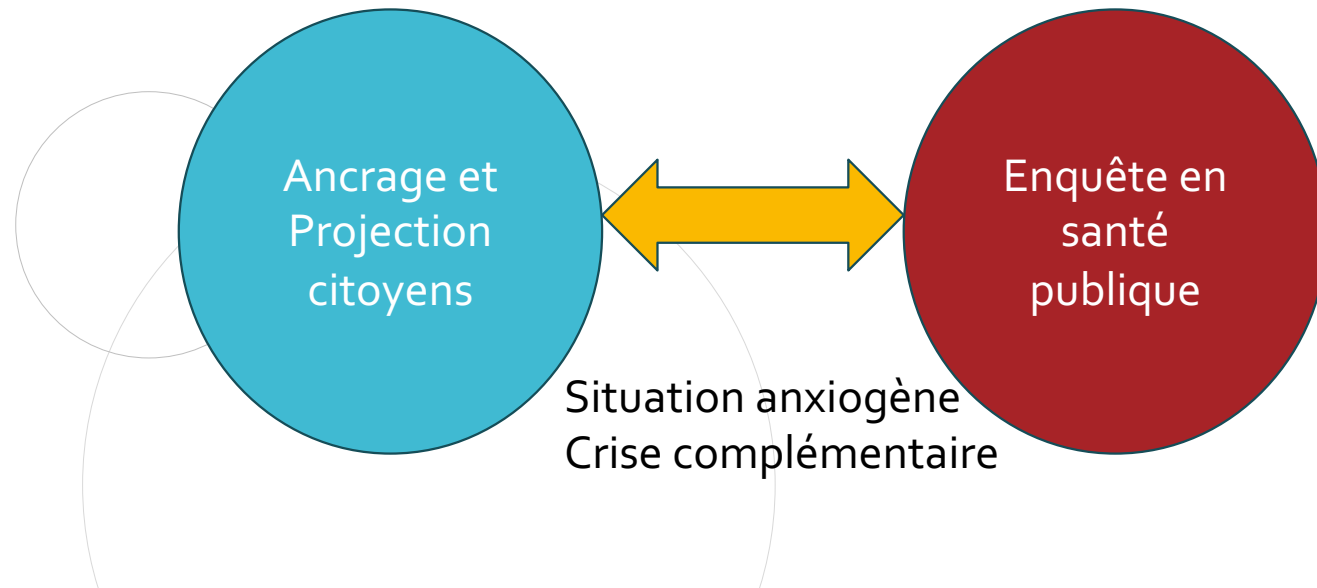 Ancrage et
Projection
citoyens
Enquête en
santé
publique
Situation anxiogène
Crise complémentaire